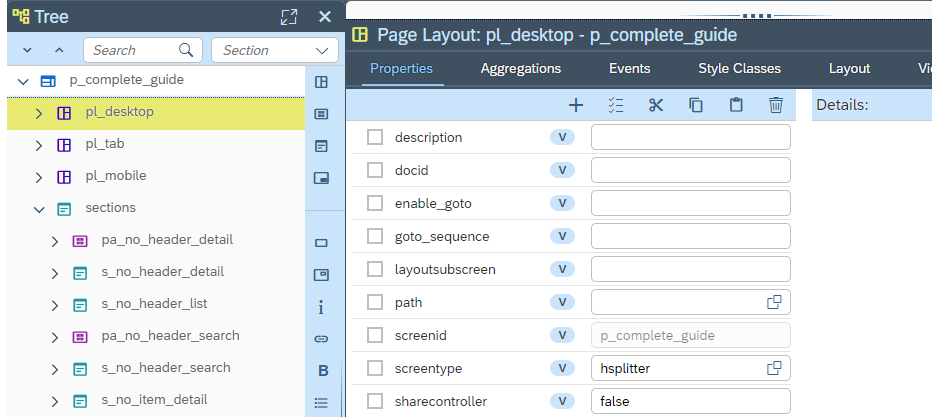 Tree
Search
Section
p_complete_guide
pl_desktop
pl_tab
pl_mobile
sections
pa_no_header_detail
s_no_header_detail
s_no_header_list
pa_no_header_search
s_no_header_search
s_no_item_detail
B
Page Layout: pl_desktop - p_complete_guide
Properties Aggregations Events Style Classes Layout
Details:
description V
docid V
enable_goto V
goto_sequence V
layoutsubscreen V
path V
screenid V p_complete_guide
screentype V hsplitter
sharecontroller V false